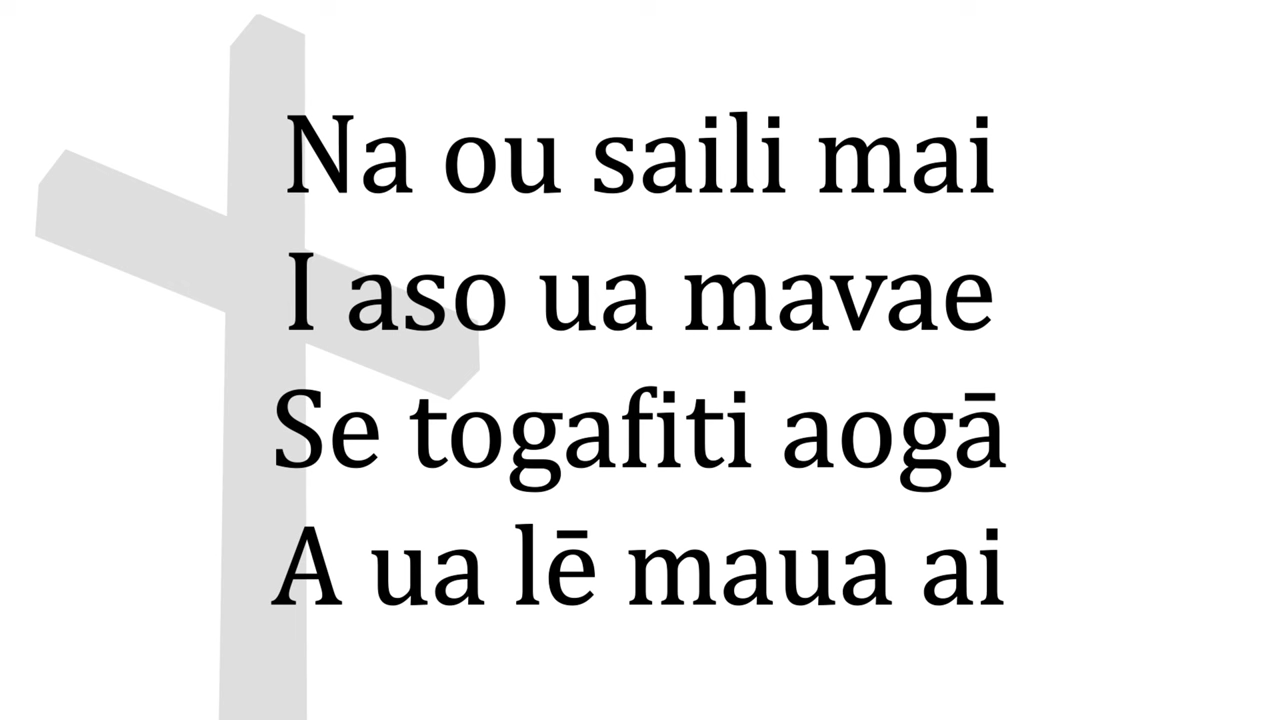 Na ou saili mai
I aso ua mavae
Se togafiti aogā
A ua lē maua ai